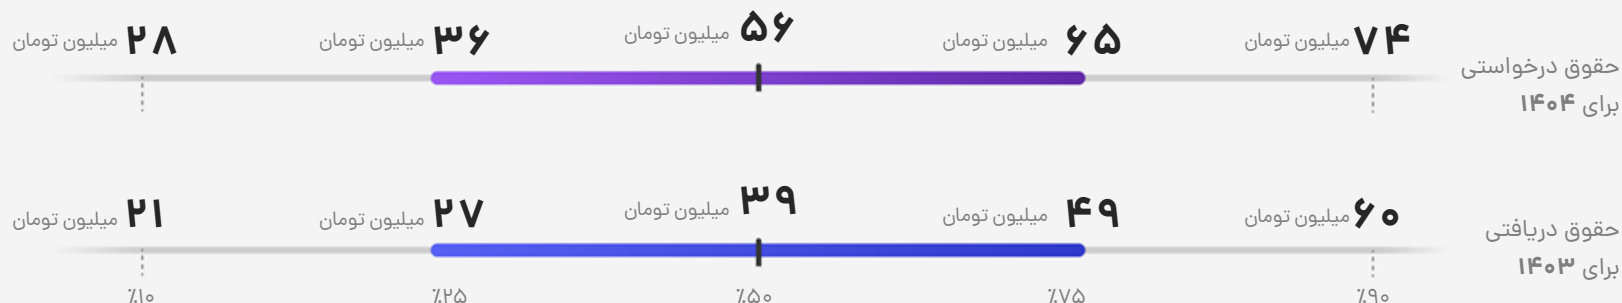 حقوق درخواستی
برای ۱۴۰۴
۷۴ میلیون تومان
۶۵ میلیون تومان
۵۶ میلیون تومان
۳۶ میلیون تومان
۲۸ میلیون تومان
حقوق دریافتی
برای ۱۴۰۳
۶۰ میلیون تومان
۴۹ میلیون تومان
۳۹ میلیون تومان
۲۷ میلیون تومان
۲۱ میلیون تومان
٪۹۰
٪۷۵
٪۵۰
٪۲۵
٪۱۰